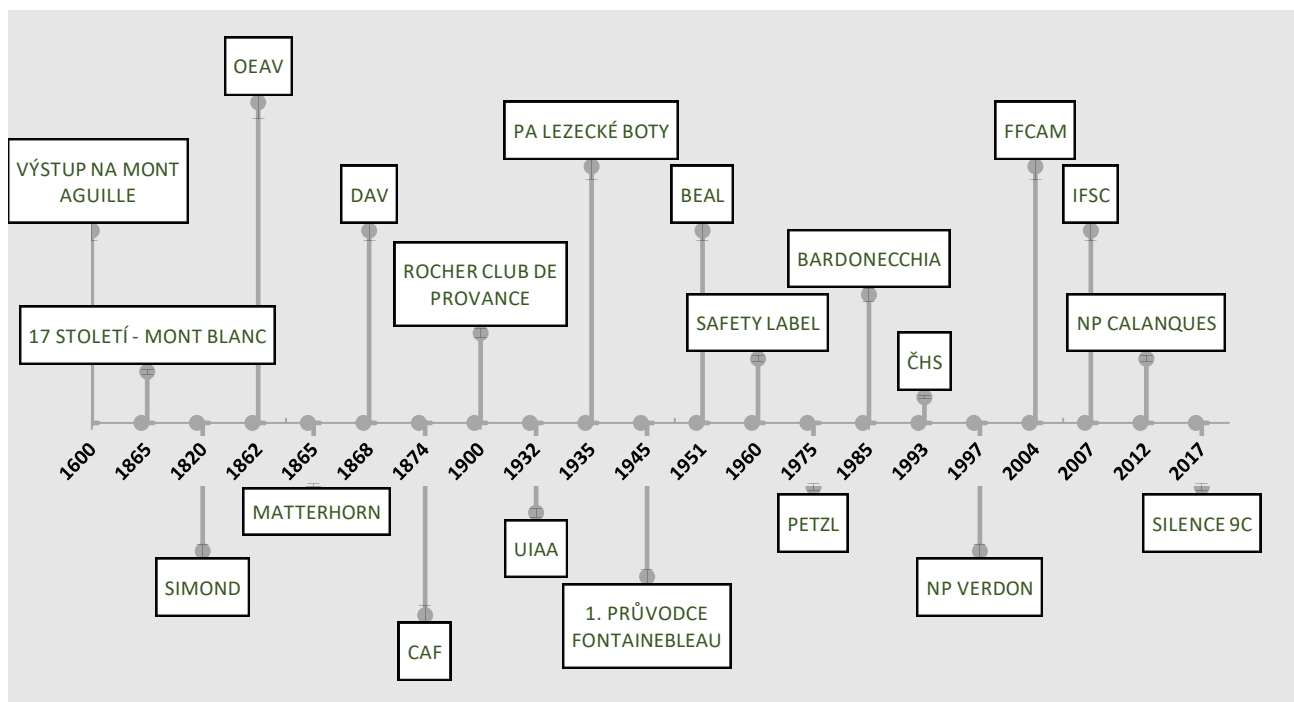 OEAV
VÝSTUP NA MONT
AGUILLE
PA LEZECKÉ BOTY
FFCAM
DAV
BEAL
IFSC
ROCHER CLUB DE
PROVANCE
BARDONECCHIA
17 STOLETÍ - MONT BLANC
SAFETY LABEL
NP CALANQUES
ČHS
1600
1865
1820
1862
1865
1868
1874
1900
1932
1935
1945
1951
1960
1975
1985
1993
1997
2004
2007
2012
2017
MATTERHORN
PETZL
SILENCE 9C
UIAA
SIMOND
NP VERDON
1. PRŮVODCE
FONTAINEBLEAU
CAF